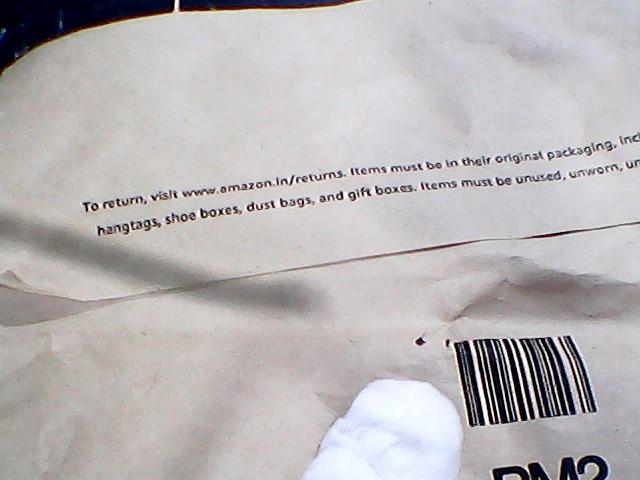 To return, visit www.amazon.in/returns. Items must be in their original packaging,
hangtags, shoe boxes, dust bags, and gift boxes. Items must be unused, unworn,
PM2